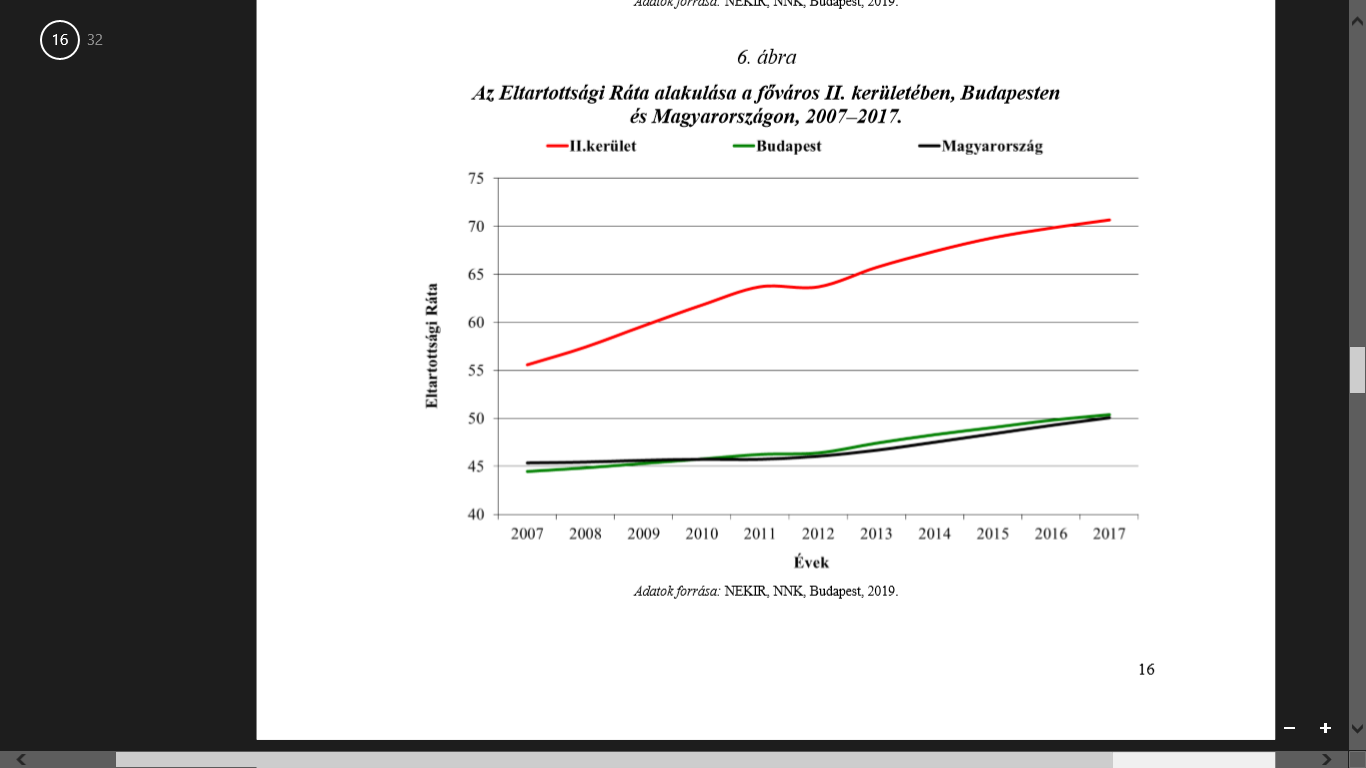 Adatok forrása: NEKIR, NNK, Budapest, 2019.
16 32
6. ábra
Az Eltartottsági Ráta alakulása a főváros II. kerületében, Budapesten
és Magyarországon, 2007–2017.
II.kerület Budapest Magyarország
75
70
65
60
55
50
45
40
Eltartottsági Ráta
2007 2008 2009 2010 2011 2012 2013 2014 2015 2016 2017
Évek
Adatok forrása: NEKIR, NNK, Budapest, 2019.
16